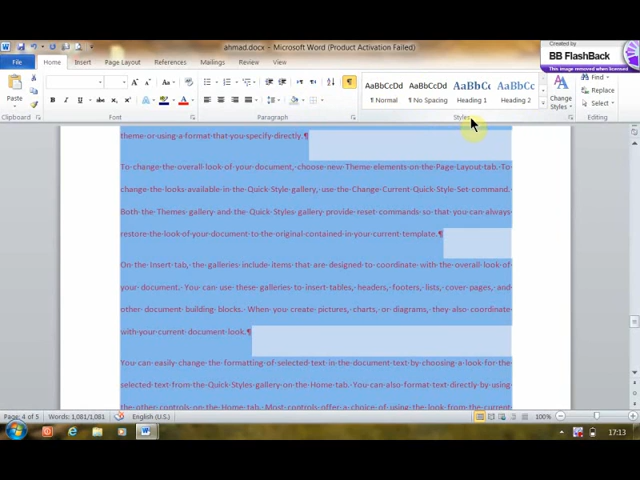 ahmad.docx - Microsoft Word (Product Activation Failed)
Created by
BB FlashBack
This image removed when licensed
File Home Insert Page Layout References Mailings Review View
Paste
B I U abc
Aa
A A
AaBbCcDd AaBbCcDd AaBbCc AaBbCc
¶ Normal ¶ No Spacing Heading 1 Heading 2
Change
Styles
Find
Replace
Select
Clipboard Font Paragraph Styles Editing
theme or using a format that you specify directly.¶
To change the overall look of your document, choose new Theme elements on the Page Layout tab. To
change the looks available in the Quick Style gallery, use the Change Current Quick Style Set command.
Both the Themes gallery and the Quick Styles gallery provide reset commands so that you can always
restore the look of your document to the original contained in your current template.¶
On the Insert tab, the galleries include items that are designed to coordinate with the overall look of
your document. You can use these galleries to insert tables, headers, footers, lists, cover pages, and
other document building blocks. When you create pictures, charts, or diagrams, they also coordinate
with your current document look.¶
You can easily change the formatting of selected text in the document text by choosing a look for the
selected text from the Quick Styles gallery on the Home tab. You can also format text directly by using
the other controls on the Home tab. Most controls offer a choice of using the look from the current
Page: 4 of 5 Words: 1,081/1,081 English (U.S.) 100%
17:13